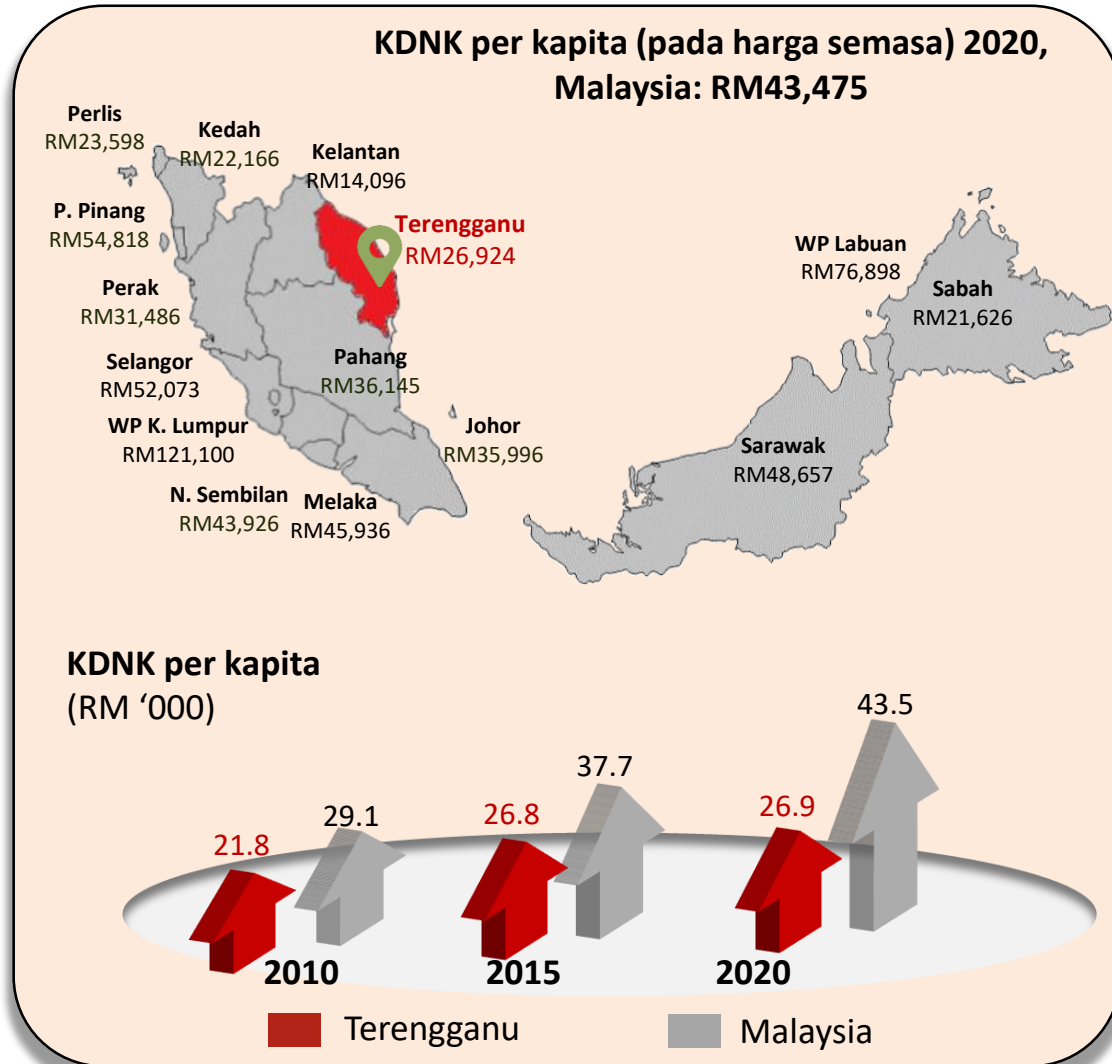 KDNK per kapita (pada harga semasa) 2020,
Malaysia: RM43,475
Perlis
RM23,598
Kedah
RM22,166
Kelantan
RM14,096
P. Pinang
RM54,818
Terengganu
RM26,924
WP Labuan
RM76,898
Sabah
RM21,626
Perak
RM31,486
Selangor
RM52,073
Pahang
RM36,145
WP K. Lumpur
RM121,100
Johor
RM35,996
Sarawak
RM48,657
N. Sembilan
RM43,926
Melaka
RM45,936
KDNK per kapita
(RM ‘000)
21.8
29.1
26.8
37.7
26.9
43.5
2010
2015
2020
Terengganu
Malaysia